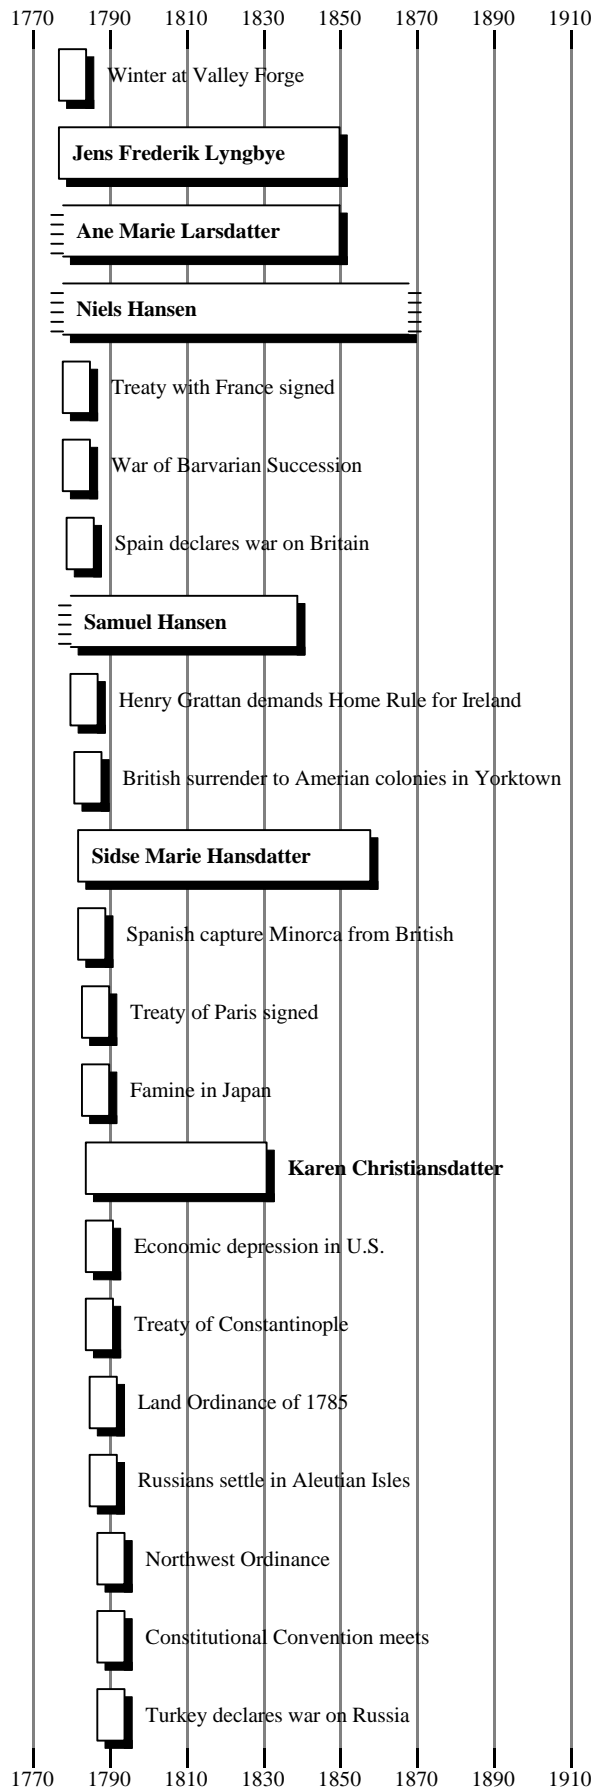 1770 1790 1810 1830 1850 1870 1890 1910
Winter at Valley Forge
Jens Frederik Lyngbye
Ane Marie Larsdatter
Niels Hansen
Treaty with France signed
War of Barvarian Succession
Spain declares war on Britain
Samuel Hansen
Henry Grattan demands Home Rule for Ireland
British surrender to Amerian colonies in Yorktown
Sidse Marie Hansdatter
Spanish capture Minorca from British
Treaty of Paris signed
Famine in Japan
Karen Christiansdatter
Economic depression in U.S.
Treaty of Constantinople
Land Ordinance of 1785
Russians settle in Aleutian Isles
Northwest Ordinance
Constitutional Convention meets
Turkey declares war on Russia
1770 1790 1810 1830 1850 1870 1890 1910